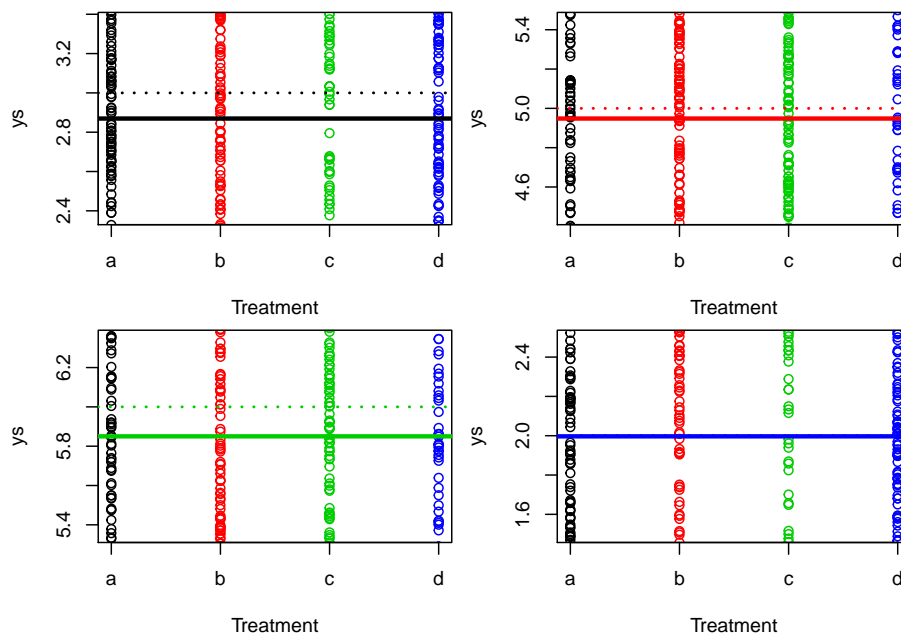 ys
3.2
2.8
2.4
a b c d
Treatment
ys
5.4
5.0
4.6
a b c d
Treatment
ys
6.2
5.8
5.4
a b c d
Treatment
ys
2.4
2.0
1.6
a b c d
Treatment